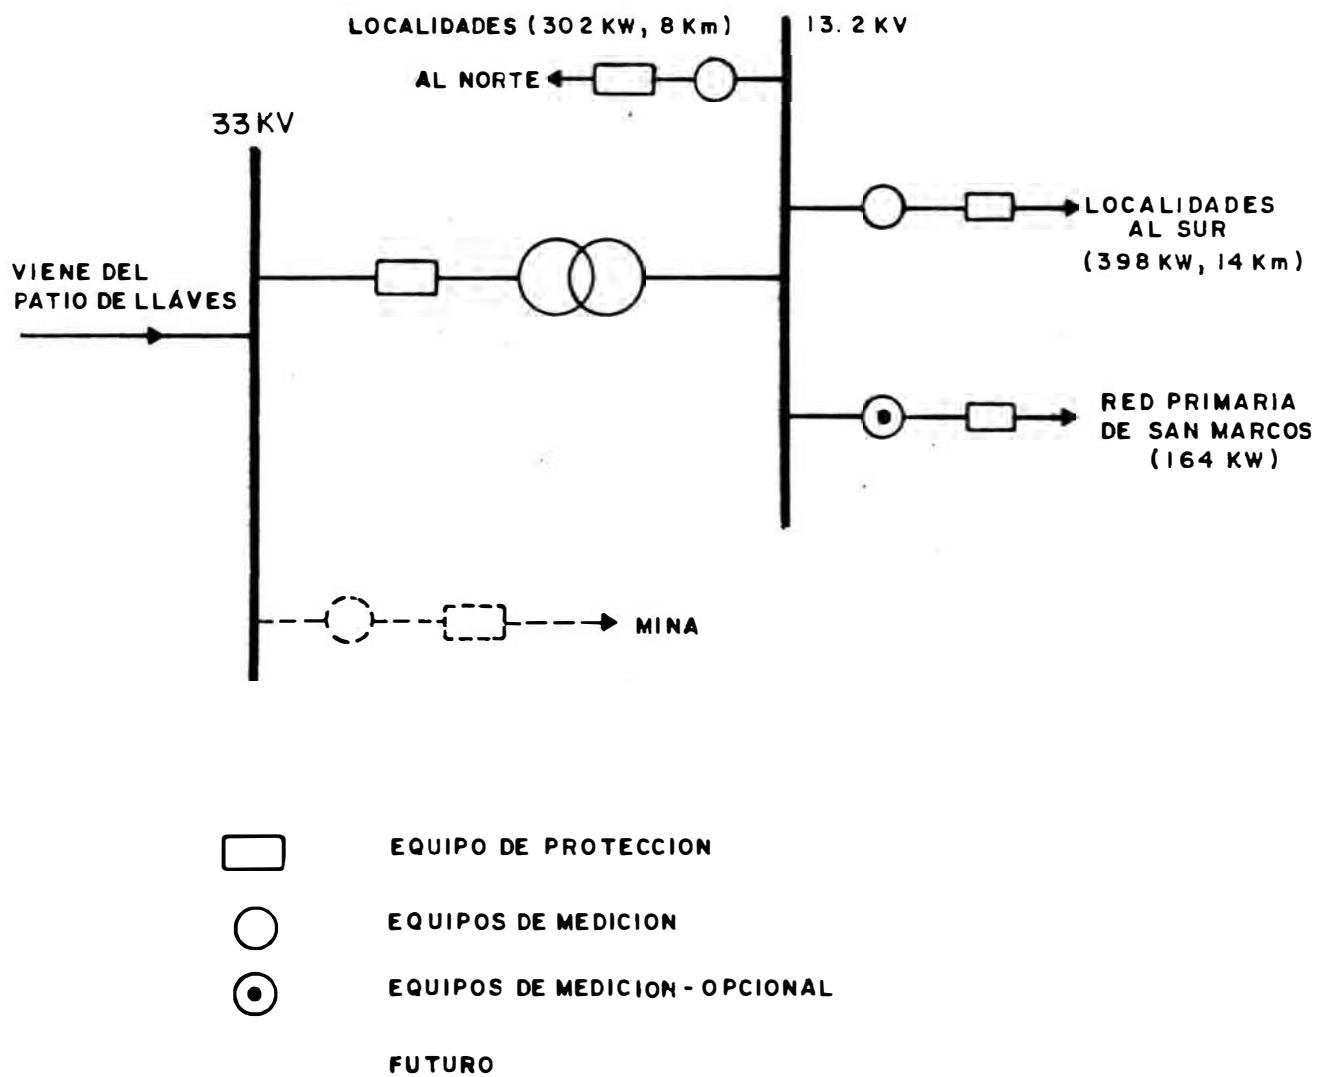 LOCALIDADES (302 KW, 8 Km)
AL NORTE
13.2 KV
33 KV
LOCALIDADES
AL SUR
(398 KW, 14 Km)
VIENE DEL
PATIO DE LLAVES
RED PRIMARIA
DE SAN MARCOS
(164 KW)
MINA
EQUIPO DE PROTECCION
EQUIPOS DE MEDICION
EQUIPOS DE MEDICION - OPCIONAL
FUTURO